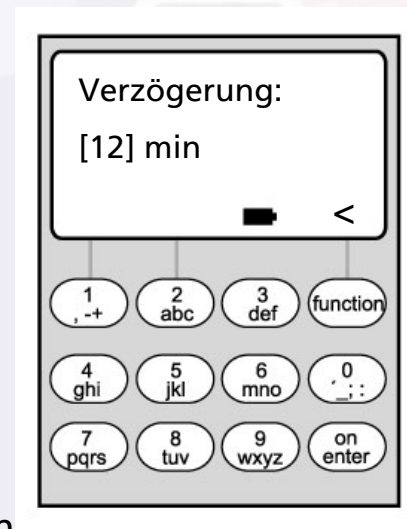 Verzögerung:
[12] min
<
1 2 3 function
, -+ abc def
4 5 6 0
ghi jkl mno ´_; :
7 8 9 on
pqrs tuv wxyz enter
n